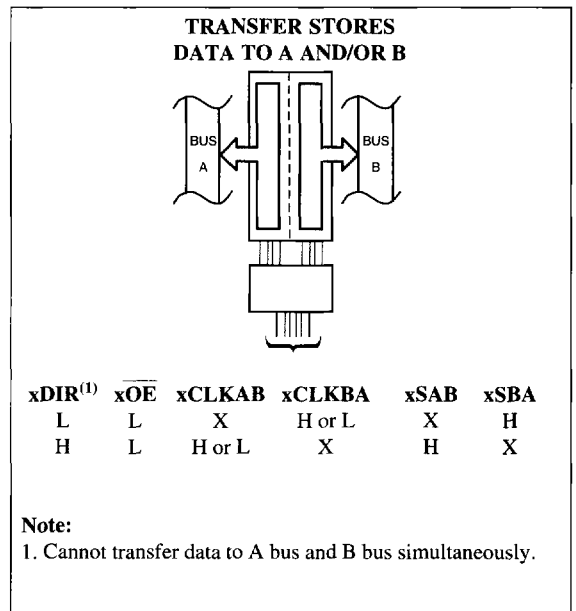 TRANSFER STORES
DATA TO A AND/OR B
BUS
A
BUS
B
xDIR(1) xOE xCLKAB xCLKBA xSAB xSBA
L L X H or L X H
H L H or L X H X
Note:
1. Cannot transfer data to A bus and B bus simultaneously.